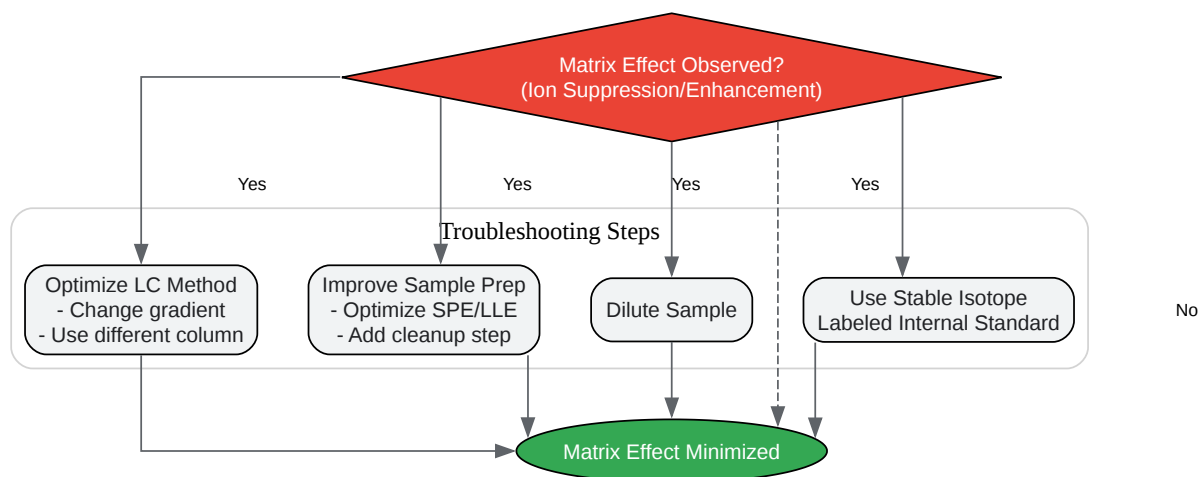 Matrix Effect Observed?
(Ion Suppression/Enhancement)
Yes
Yes
Yes
Yes
Troubleshooting Steps
Optimize LC Method
- Change gradient
- Use different column
Improve Sample Prep
- Optimize SPE/LLE
- Add cleanup step
Dilute Sample
Use Stable Isotope
Labeled Internal Standard
No
Matrix Effect Minimized